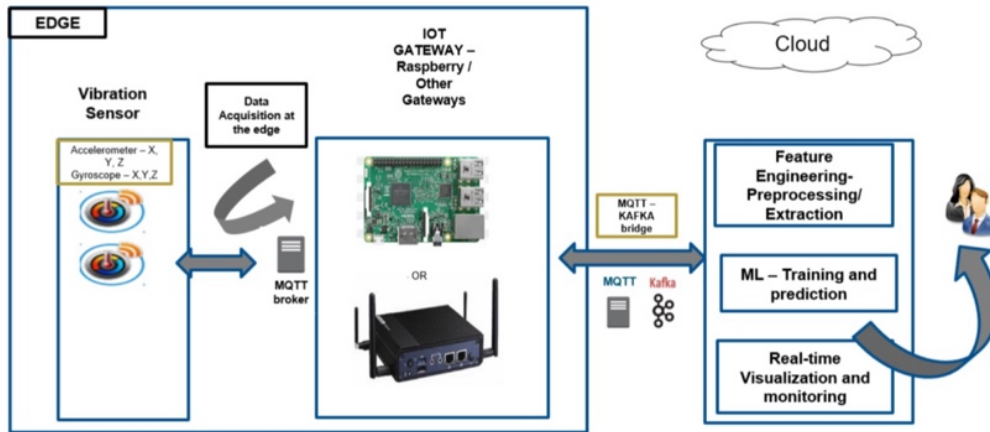 EDGE
Vibration
Sensor
Accelerometer – X,
Y, Z
Gyroscope – X,Y,Z
Data
Acquisition at
the edge
MQTT
broker
IOT
GATEWAY –
Raspberry /
Other
Gateways
OR
MQTT –
KAFKA
bridge
MQTT
Kafka
Cloud
Feature
Engineering-
Preprocessing/
Extraction
ML – Training and
prediction
Real-time
Visualization and
monitoring